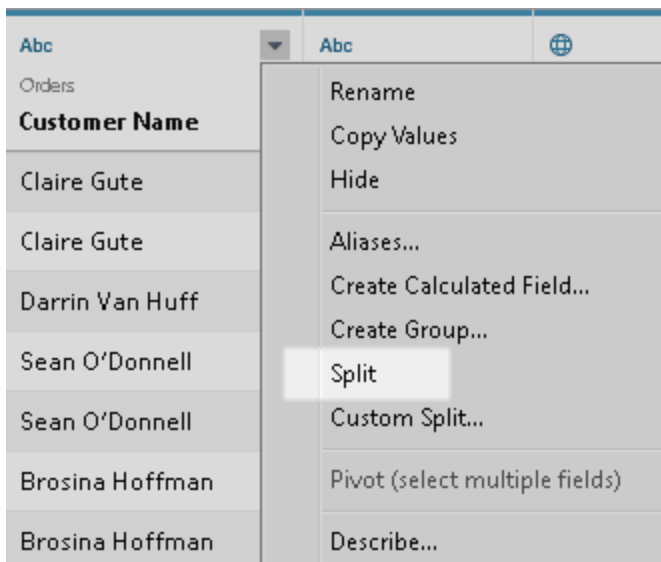 Abc
Abc
Orders
Customer Name
Claire Gute
Claire Gute
Darrin Van Huff
Sean O'Donnell
Sean O'Donnell
Brosina Hoffman
Brosina Hoffman
Rename
Copy Values
Hide
Aliases...
Create Calculated Field...
Create Group...
Split
Custom Split...
Pivot (select multiple fields)
Describe...